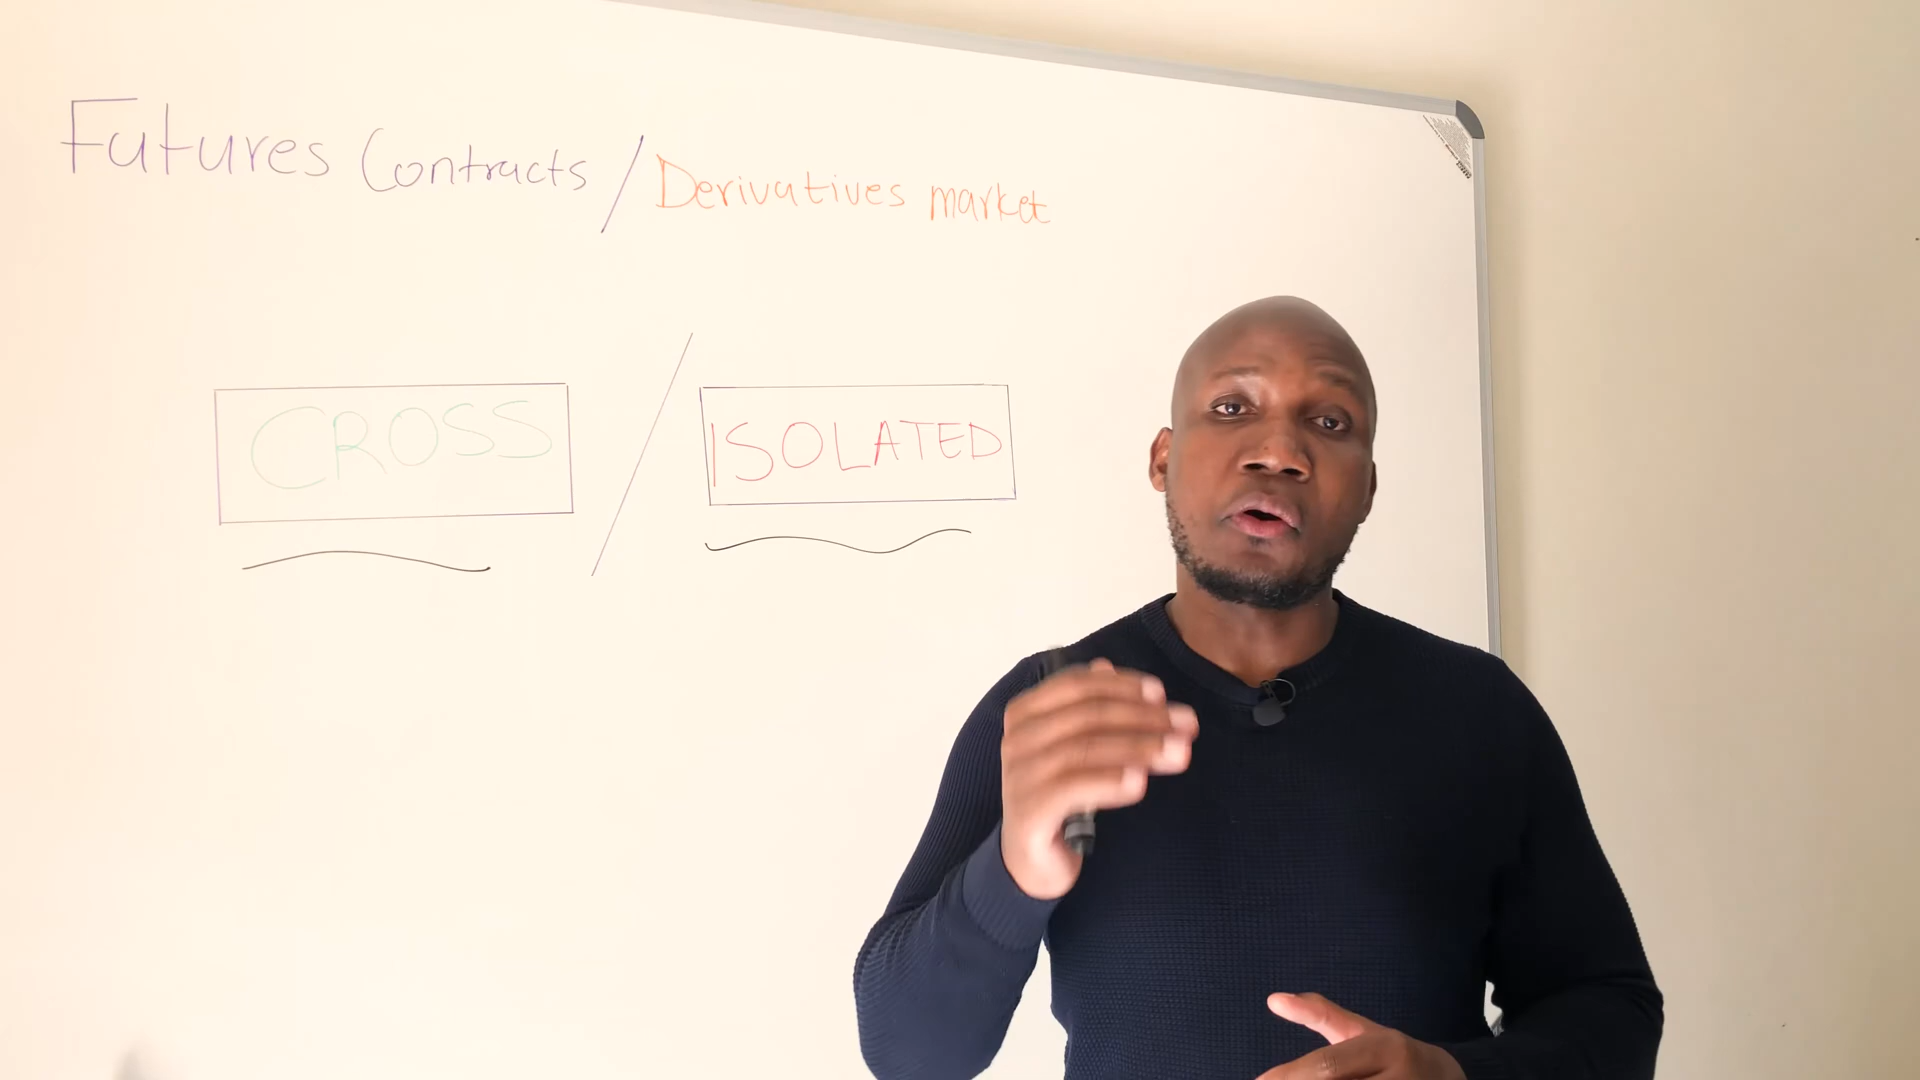 Futures Contracts / Derivatives market
CROSS / ISOLATED